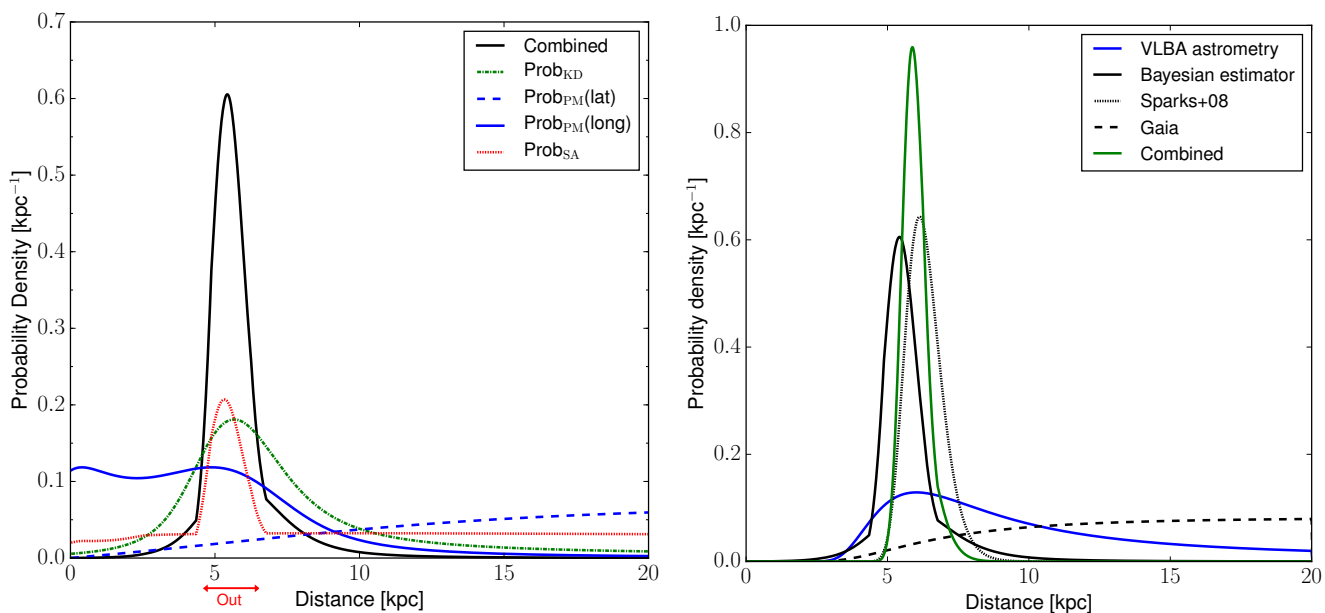 0.7
0.6
0.5
0.4
0.3
0.2
0.1
0.0
Probability Density [kpc⁻¹]
Combined
Prob_KD
Prob_PM(lat)
Prob_PM(long)
Prob_SA
0 5 10 15 20
Out
Distance [kpc]
1.0
0.8
0.6
0.4
0.2
0.0
Probability density [kpc⁻¹]
VLBA astrometry
Bayesian estimator
Sparks+08
Gaia
Combined
0 5 10 15 20
Distance [kpc]